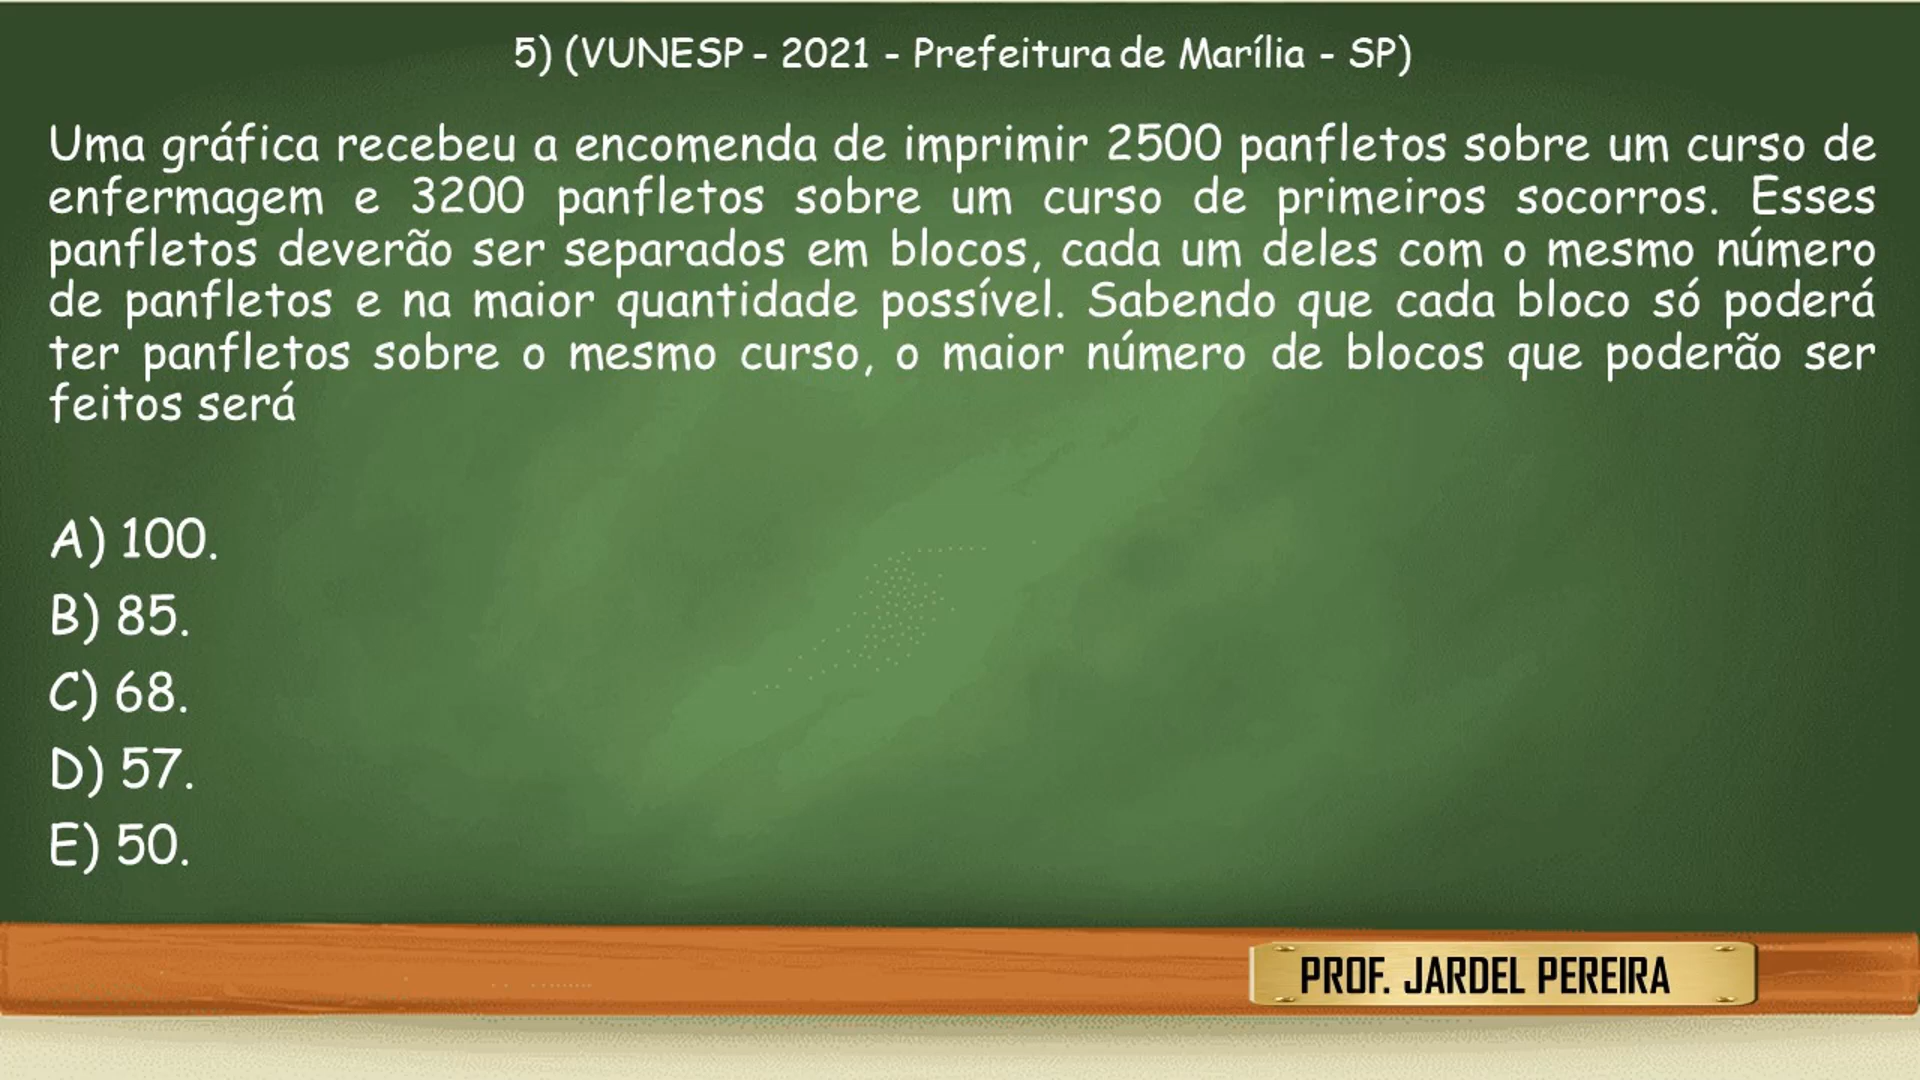 5) (VUNESP - 2021 - Prefeitura de Marília - SP)
Uma gráfica recebeu a encomenda de imprimir 2500 panfletos sobre um curso de
enfermagem e 3200 panfletos sobre um curso de primeiros socorros. Esses
panfletos deverão ser separados em blocos, cada um deles com o mesmo número
de panfletos e na maior quantidade possível. Sabendo que cada bloco só poderá
ter panfletos sobre o mesmo curso, o maior número de blocos que poderão ser
feitos será
A) 100.
B) 85.
C) 68.
D) 57.
E) 50.
PROF. JARDEL PEREIRA